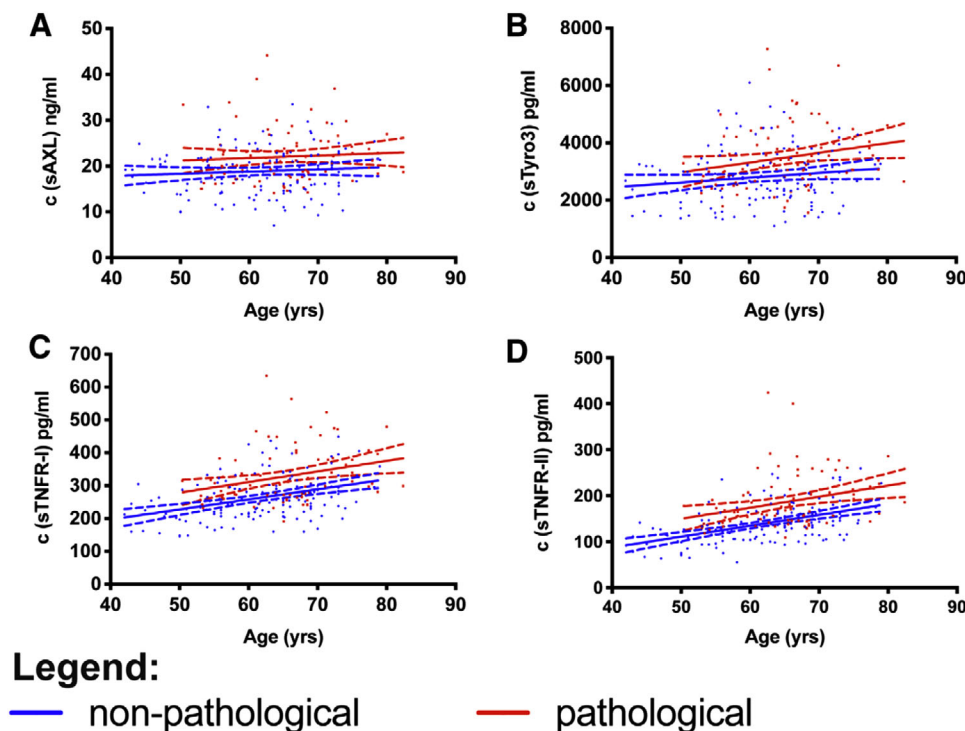 A
50
40
30
20
10
0
c (sAXL) ng/ml
40 50 60 70 80 90
Age (yrs)
B
8000
6000
4000
2000
0
c (sTyro3) pg/ml
40 50 60 70 80 90
Age (yrs)
C
700
600
500
400
300
200
100
0
c (sTNFR-I) pg/ml
40 50 60 70 80 90
Age (yrs)
D
500
400
300
200
100
0
c (sTNFR-II) pg/ml
40 50 60 70 80 90
Age (yrs)
Legend:
non-pathological
pathological